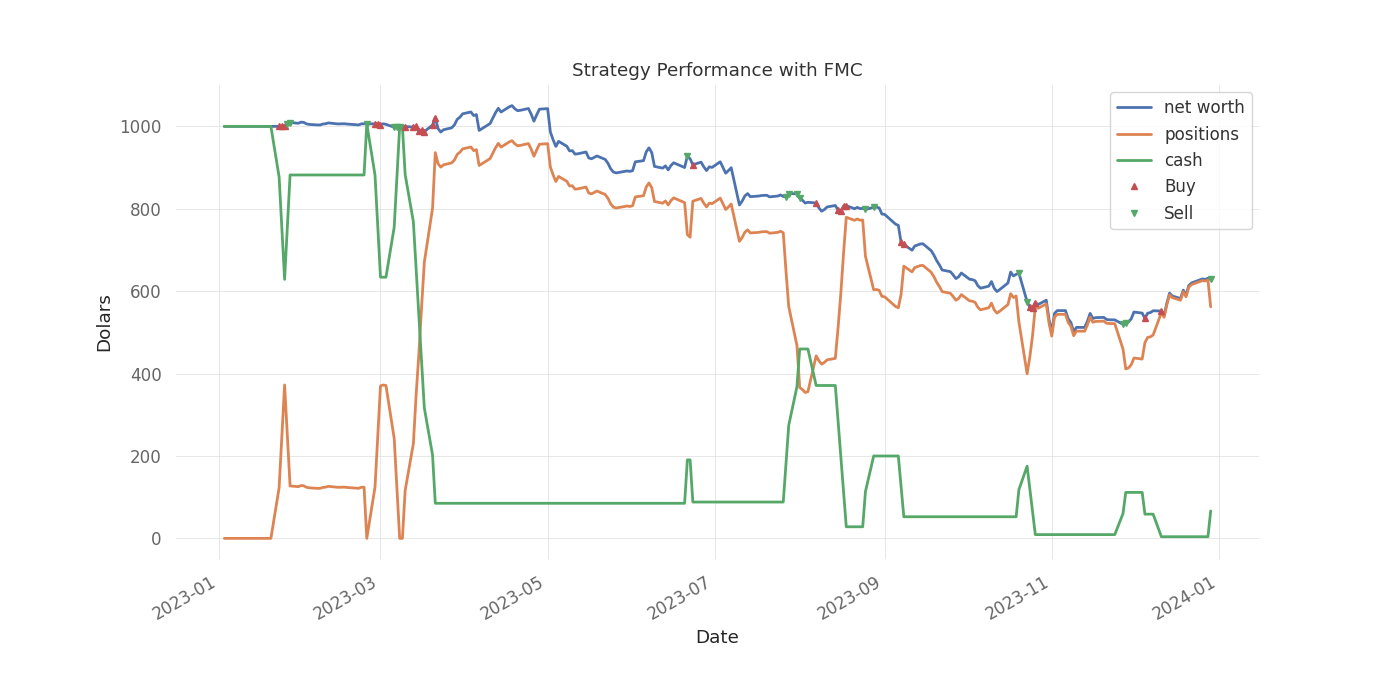 Strategy Performance with FMC
net worth
positions
cash
Buy
Sell
1000
800
600
400
200
0
Dolars
2023-01
2023-03
2023-05
2023-07
2023-09
2023-11
2024-01
Date